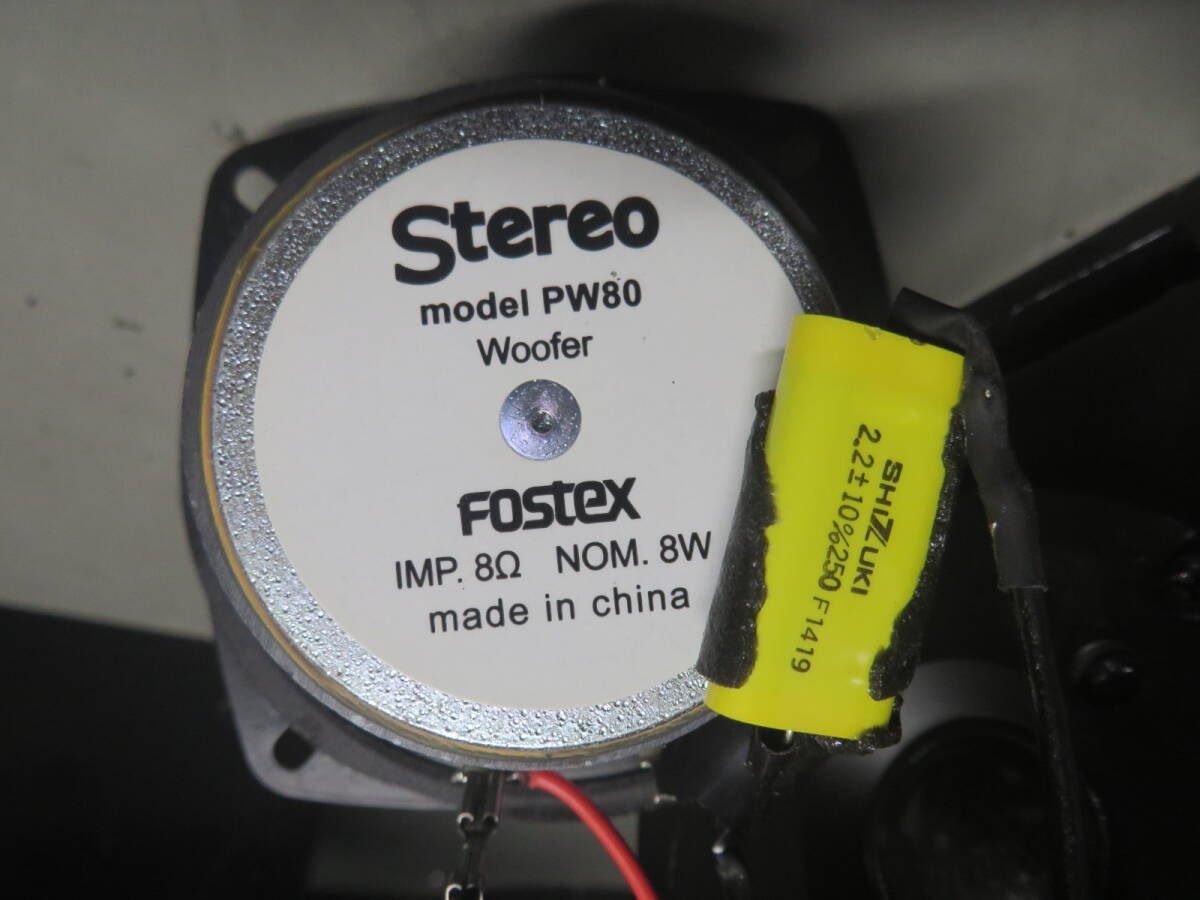 Stereo
model PW80
Woofer
FOSTEX
IMP. 8Ω NOM. 8W
made in china
SHIZUKI
2.2±10%250 F1419